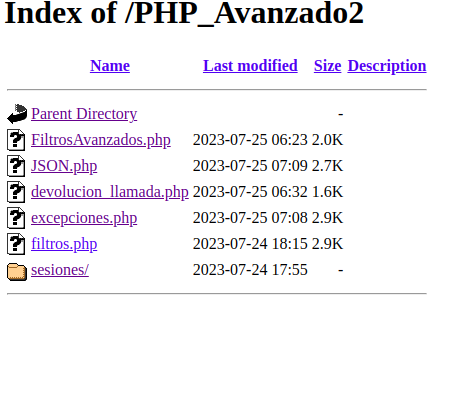 Index of /PHP_Avanzado2
Name Last modified Size Description
Parent Directory -
FiltrosAvanzados.php 2023-07-25 06:23 2.0K
JSON.php 2023-07-25 07:09 2.7K
devolucion_llamada.php 2023-07-25 06:32 1.6K
excepciones.php 2023-07-25 07:08 2.9K
filtros.php 2023-07-24 18:15 2.9K
sesiones/ 2023-07-24 17:55 -